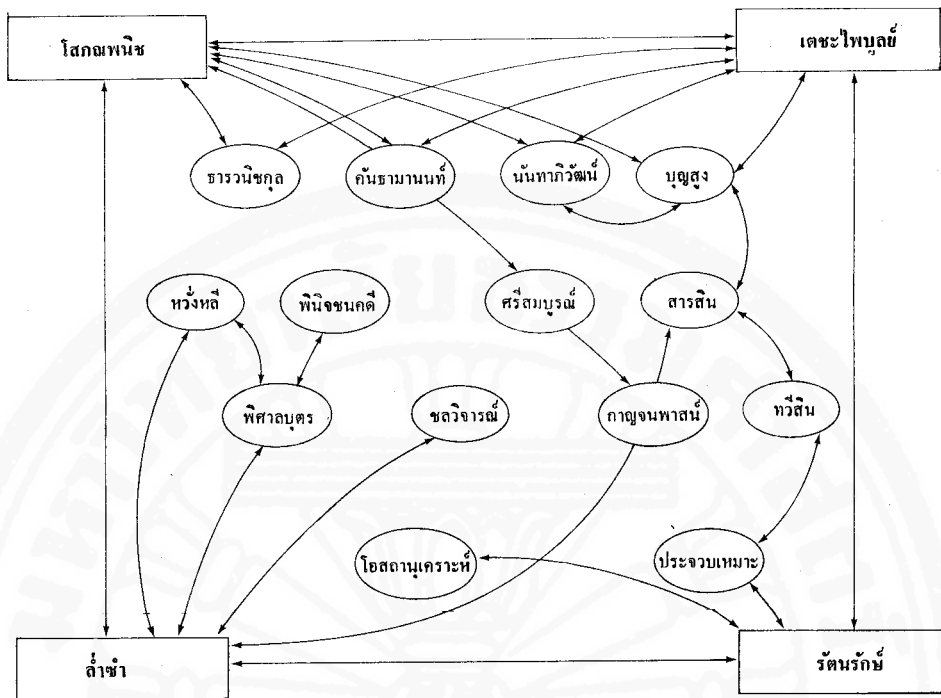 โสภณพนิช
เตชะไพบูลย์
ธารวนิชกุล
คันธามานนท์
นันทาภิวัฒน์
บุญสูง
หวั่งหลี
พินิจชนคดี
ศรีสมบูรณ์
สารสิน
พิศาลบุตร
ชลวิจารณ์
กาญจนพาสน์
ทวีสิน
โอสถานุเคราะห์
ประจวบเหมาะ
ล่ำซำ
รัตนรักษ์